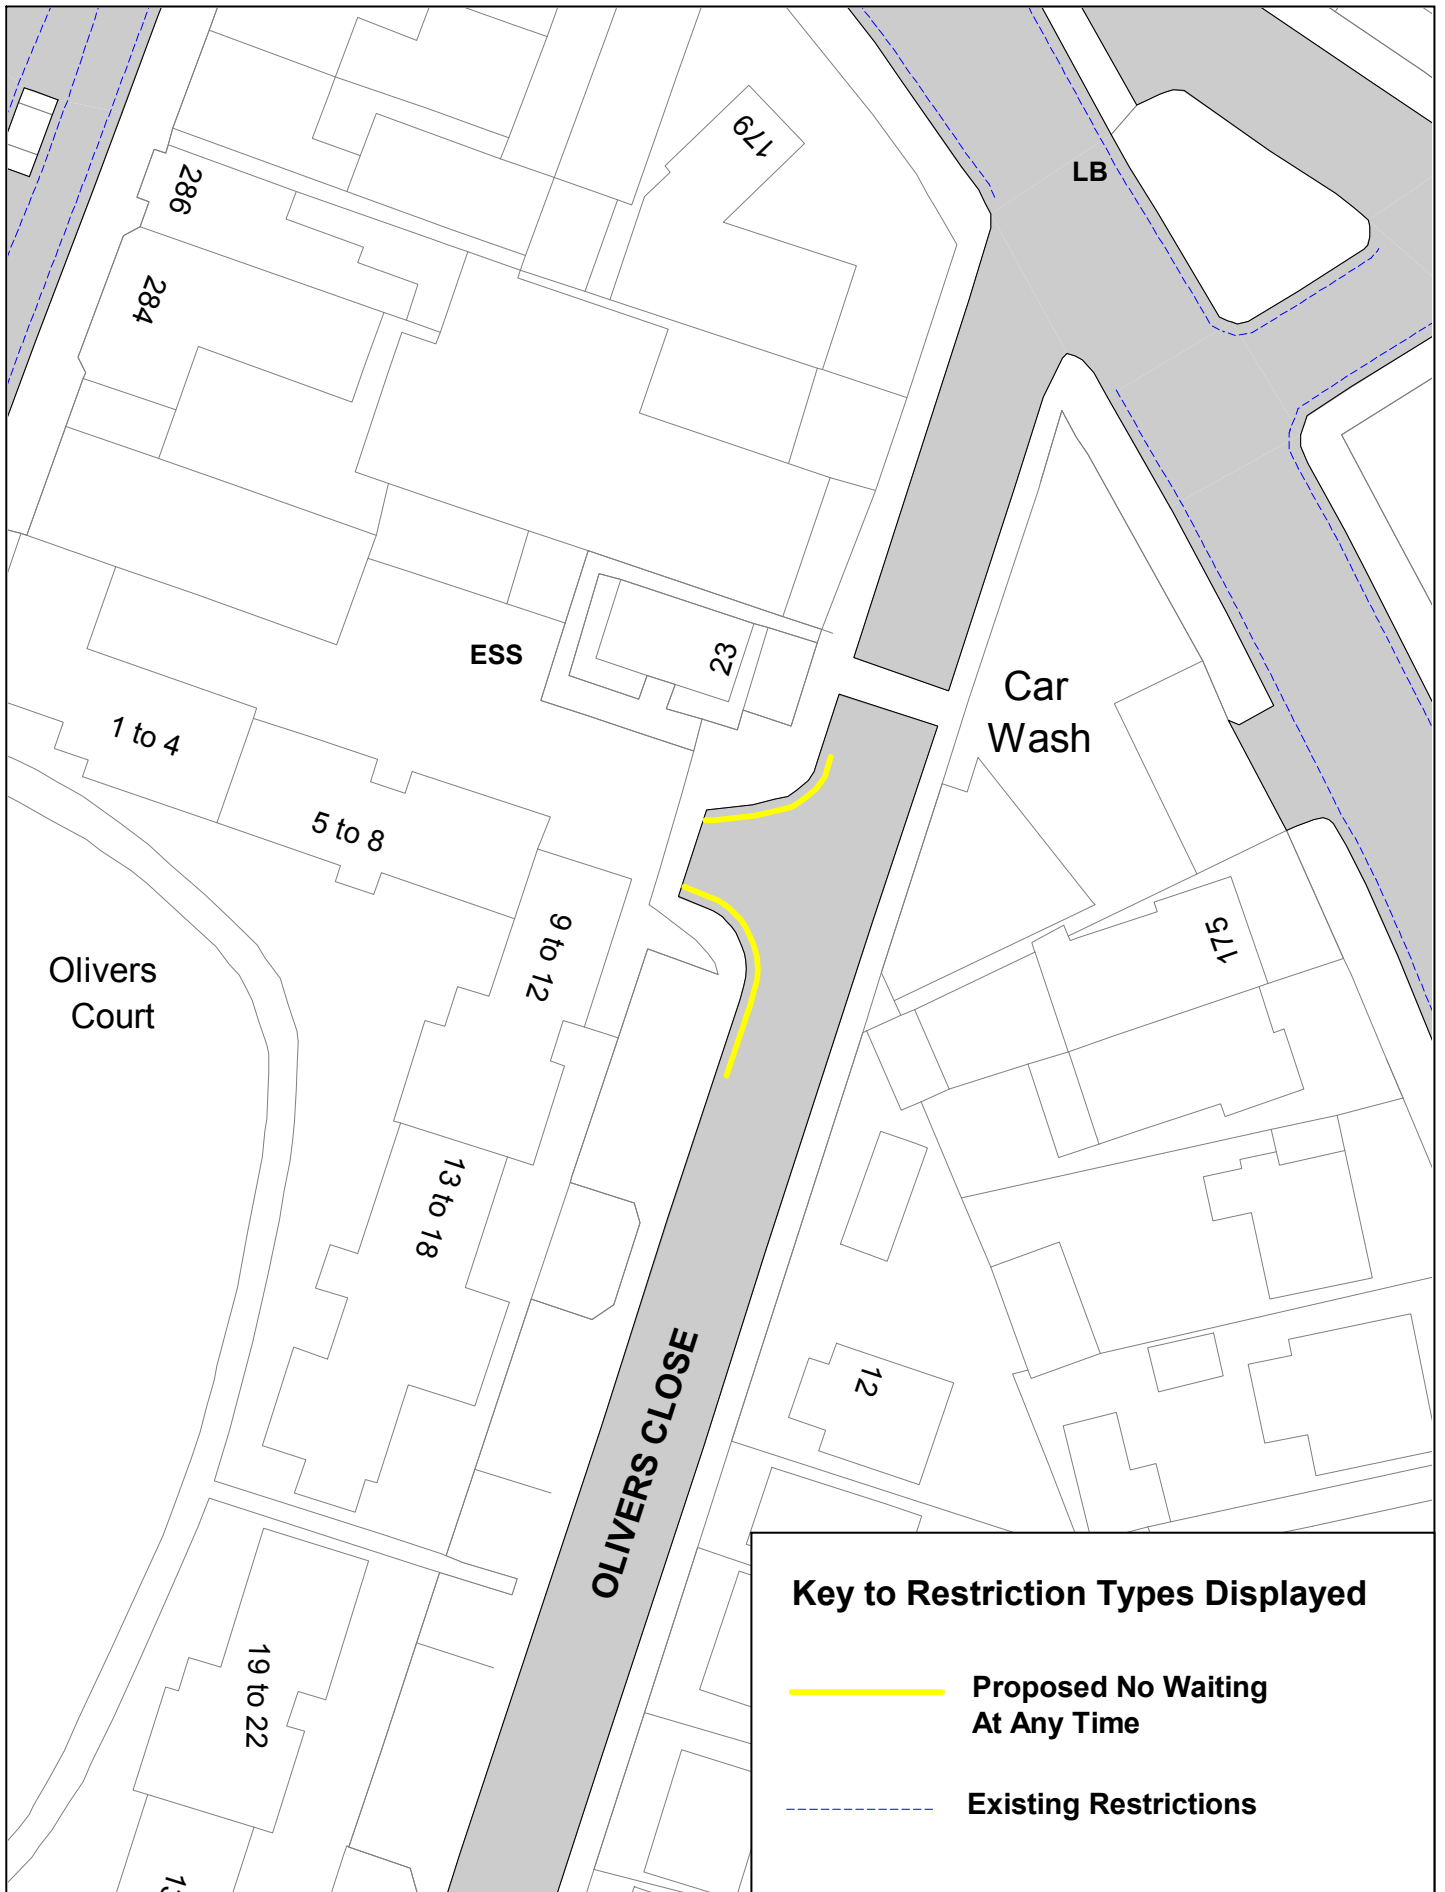 179
LB
286
284
ESS
23
Car
Wash
1 to 4
5 to 8
9 to 12
175
Olivers
Court
13 to 18
12
OLIVERS CLOSE
19 to 22
Key to Restriction Types Displayed
Proposed No Waiting
At Any Time
Existing Restrictions